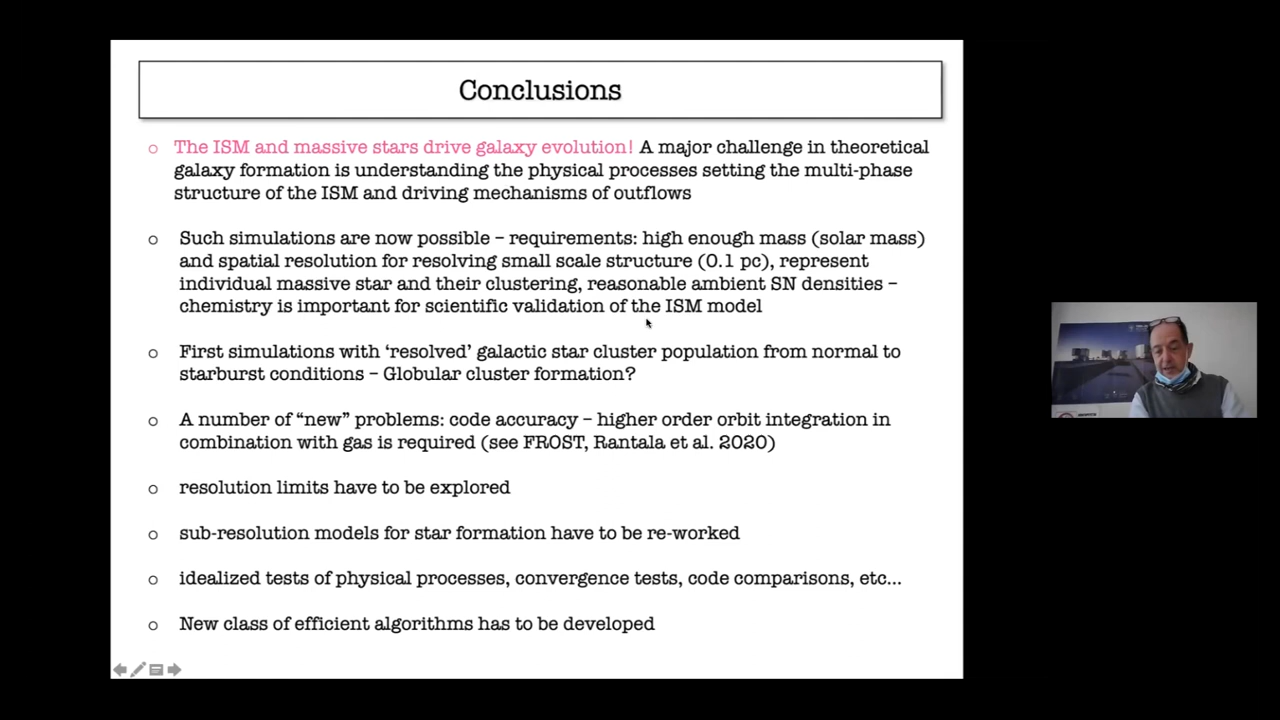 Conclusions
The ISM and massive stars drive galaxy evolution! A major challenge in theoretical
galaxy formation is understanding the physical processes setting the multi-phase
structure of the ISM and driving mechanisms of outflows
Such simulations are now possible – requirements: high enough mass (solar mass)
and spatial resolution for resolving small scale structure (0.1 pc), represent
individual massive star and their clustering, reasonable ambient SN densities –
chemistry is important for scientific validation of the ISM model
First simulations with ‘resolved’ galactic star cluster population from normal to
starburst conditions – Globular cluster formation?
A number of “new” problems: code accuracy – higher order orbit integration in
combination with gas is required (see FROST, Rantala et al. 2020)
resolution limits have to be explored
sub-resolution models for star formation have to be re-worked
idealized tests of physical processes, convergence tests, code comparisons, etc...
New class of efficient algorithms has to be developed